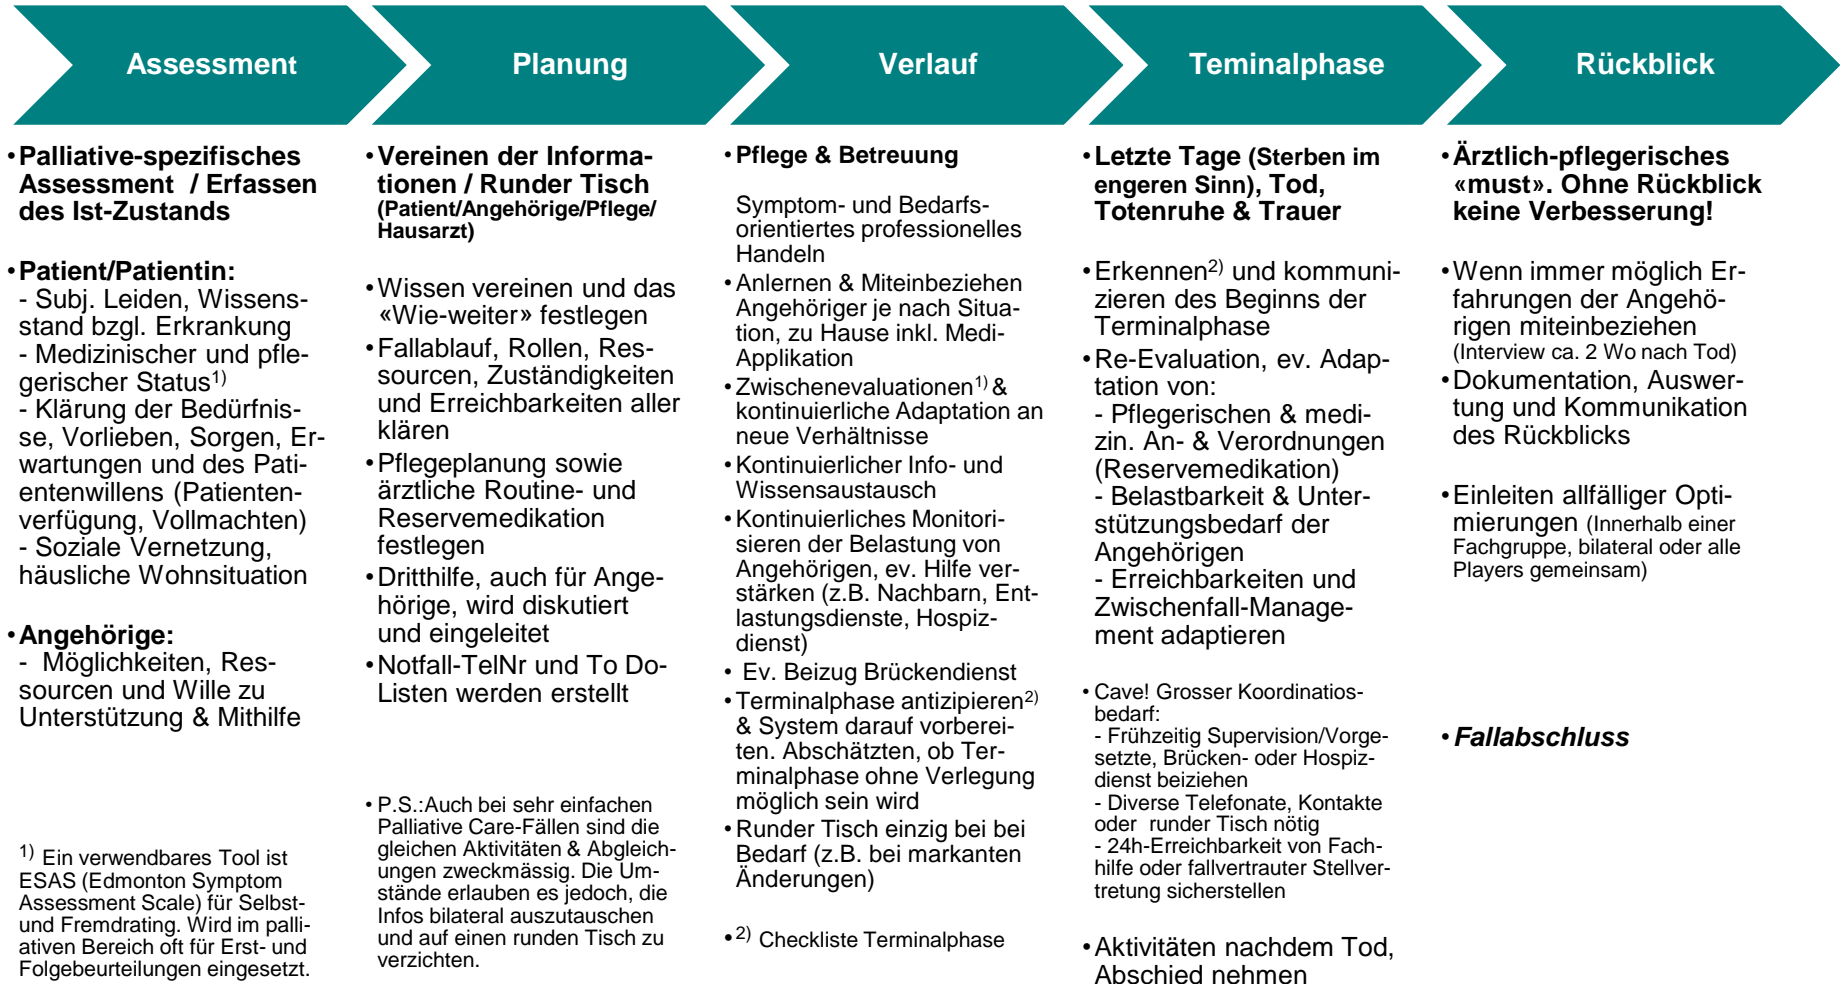 Assessment
Planung
Verlauf
Teminalphase
Rückblick
•Palliative-spezifisches
Assessment / Erfassen
des Ist-Zustands
•Patient/Patientin:
- Subj. Leiden, Wissens-
stand bzgl. Erkrankung
- Medizinischer und pfle-
gerischer Status1)
- Klärung der Bedürfnis-
se, Vorlieben, Sorgen, Er-
wartungen und des Pati-
entenwillens (Patienten-
verfügung, Vollmachten)
- Soziale Vernetzung,
häusliche Wohnsituation
•Angehörige:
- Möglichkeiten, Res-
sourcen und Wille zu
Unterstützung & Mithilfe
1) Ein verwendbares Tool ist
ESAS (Edmonton Symptom
Assessment Scale) für Selbst-
und Fremdrating. Wird im palli-
ativen Bereich oft für Erst- und
Folgebeurteilungen eingesetzt.
•Vereinen der Informa-
tionen / Runder Tisch
(Patient/Angehörige/Pflege/
Hausarzt)
•Wissen vereinen und das
«Wie-weiter» festlegen
•Fallablauf, Rollen, Res-
sourcen, Zuständigkeiten
und Erreichbarkeiten aller
klären
•Pflegeplanung sowie
ärztliche Routine- und
Reservemedikation
festlegen
•Dritthilfe, auch für Ange-
hörige, wird diskutiert
und eingeleitet
•Notfall-TelNr und To Do-
Listen werden erstellt
•P.S.:Auch bei sehr einfachen
Palliative Care-Fällen sind die
gleichen Aktivitäten & Abgleich-
ungen zweckmässig. Die Um-
stände erlauben es jedoch, die
Infos bilateral auszutauschen
und auf einen runden Tisch zu
verzichten.
•Pflege & Betreuung
Symptom- und Bedarfs-
orientiertes professionelles
Handeln
•Anlernen & Miteinbeziehen
Angehöriger je nach Situa-
tion, zu Hause inkl. Medi-
Applikation
•Zwischenevaluationen1) &
kontinuierliche Adaptation an
neue Verhältnisse
•Kontinuierlicher Info- und
Wissensaustausch
•Kontinuierliches Monitori-
sieren der Belastung von
Angehörigen, ev. Hilfe ver-
stärken (z.B. Nachbarn, Ent-
lastungsdienste, Hospiz-
dienst)
• Ev. Beizug Brückendienst
•Terminalphase antizipieren2)
& System darauf vorberei-
ten. Abschätzten, ob Ter-
minalphase ohne Verlegung
möglich sein wird
•Runder Tisch einzig bei bei
Bedarf (z.B. bei markanten
Änderungen)
•2) Checkliste Terminalphase
•Letzte Tage (Sterben im
engeren Sinn), Tod,
Totenruhe & Trauer
•Erkennen2) und kommuni-
zieren des Beginns der
Terminalphase
•Re-Evaluation, ev. Adap-
tation von:
- Pflegerischen & medi-
zin. An- & Verordnungen
(Reservemedikation)
- Belastbarkeit & Unter-
stützungsbedarf der
Angehörigen
- Erreichbarkeiten und
Zwischenfall-Manage-
ment adaptieren
•Cave! Grosser Koordinatios-
bedarf:
- Frühzeitig Supervision/Vorge-
setzte, Brücken- oder Hospiz-
dienst beiziehen
- Diverse Telefonate, Kontakte
oder runder Tisch nötig
- 24h-Erreichbarkeit von Fach-
hilfe oder fallvertrauter Stellver-
tretung sicherstellen
•Aktivitäten nachdem Tod,
Abschied nehmen
•Ärztlich-pflegerisches
«must». Ohne Rückblick
keine Verbesserung!
•Wenn immer möglich Er-
fahrungen der Angehö-
rigen miteinbeziehen
(Interview ca. 2 Wo nach Tod)
•Dokumentation, Auswer-
tung und Kommunikation
des Rückblicks
•Einleiten allfälliger Opti-
mierungen (Innerhalb einer
Fachgruppe, bilateral oder alle
Players gemeinsam)
•Fallabschluss